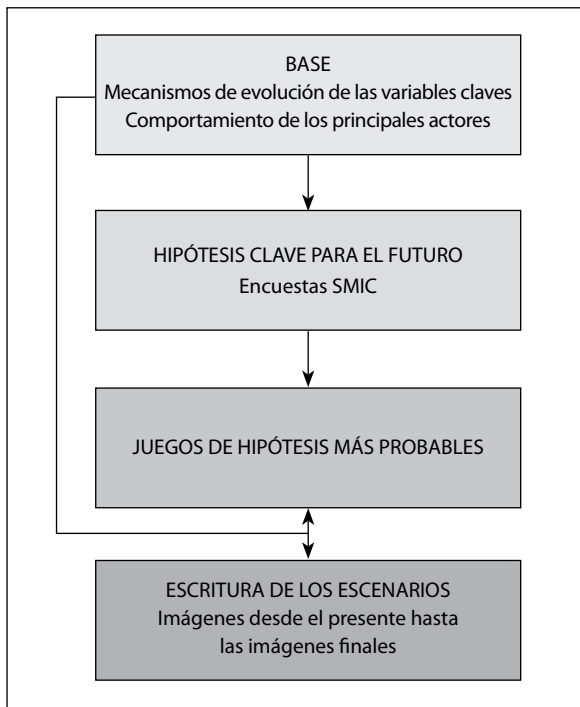 BASE
Mecanismos de evolución de las variables claves
Comportamiento de los principales actores
HIPÓTESIS CLAVE PARA EL FUTURO
Encuestas SMIC
JUEGOS DE HIPÓTESIS MÁS PROBABLES
ESCRITURA DE LOS ESCENARIOS
Imágenes desde el presente hasta
las imágenes finales